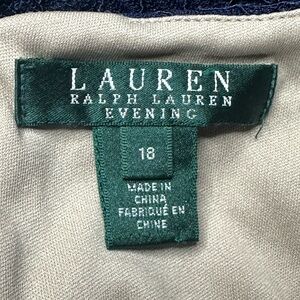 LAUREN
RALPH LAUREN
EVENING
18
MADE IN
CHINA
FABRIQUÉ EN
CHINE